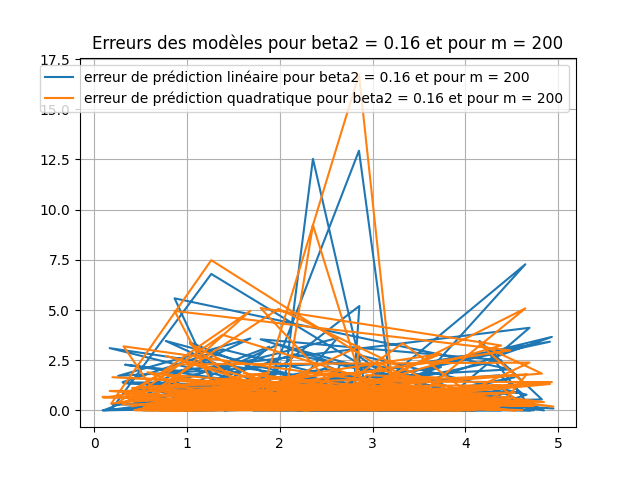 Erreurs des modèles pour beta2 = 0.16 et pour m = 200
17.5
erreur de prédiction linéaire pour beta2 = 0.16 et pour m = 200
erreur de prédiction quadratique pour beta2 = 0.16 et pour m = 200
15.0
12.5
10.0
7.5
5.0
2.5
0.0
0 1 2 3 4 5